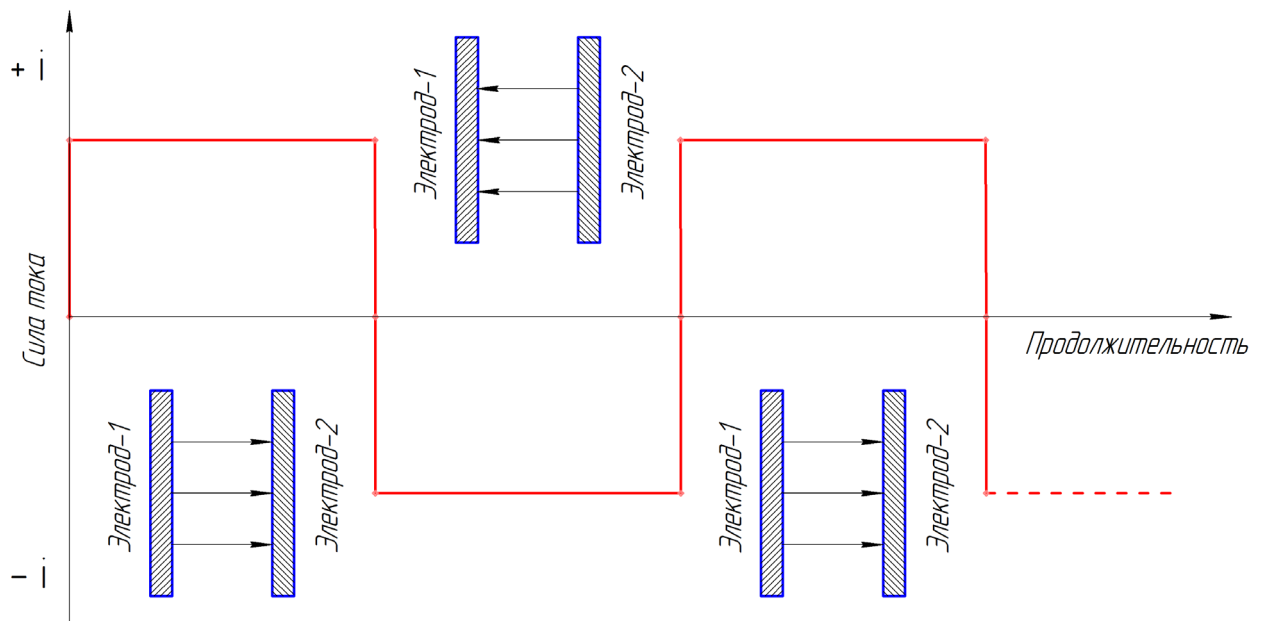 + i
Сила тока
- i
Электрод-1
Электрод-2
Электрод-1
Электрод-2
Электрод-1
Электрод-2
Продолжительность